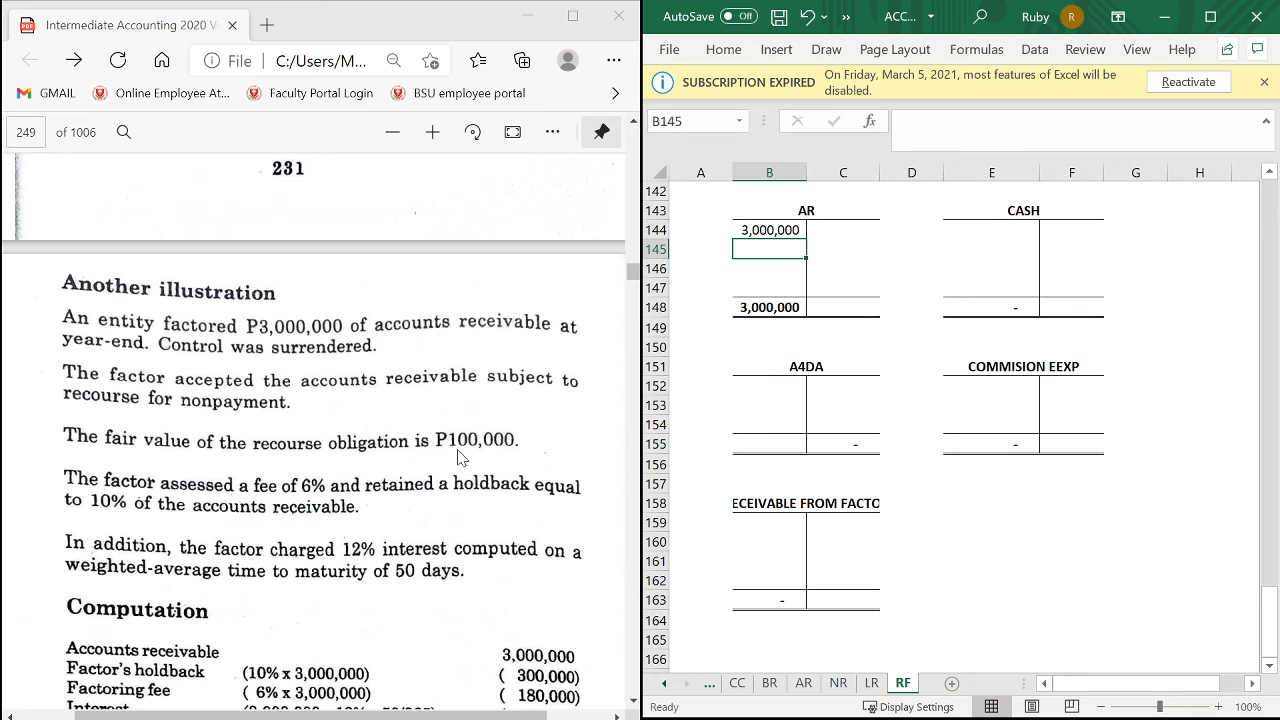 Intermediate Accounting 2020 V
File
C:/Users/M...
GMAIL
Online Employee At...
Faculty Portal Login
BSU employee portal
249
of 1006
231
Another illustration
An entity factored P3,000,000 of accounts receivable at
year-end. Control was surrendered.
The factor accepted the accounts receivable subject to
recourse for nonpayment.
The fair value of the recourse obligation is P100,000.
The factor assessed a fee of 6% and retained a holdback equal
to 10% of the accounts receivable.
In addition, the factor charged 12% interest computed on a
weighted-average time to maturity of 50 days.
Computation
Accounts receivable 3,000,000
Factor's holdback (10% x 3,000,000) ( 300,000)
Factoring fee ( 6% x 3,000,000) ( 180,000)
AutoSave Off ACC... Ruby R
File Home Insert Draw Page Layout Formulas Data Review View Help
SUBSCRIPTION EXPIRED On Friday, March 5, 2021, most features of Excel will be
disabled.
Reactivate
B145
fx
A B C D E F G H
142
143 AR CASH
144 3,000,000
145
146
147
148 3,000,000 -
149
150
151 A4DA COMMISION EEXP
152
153
154
155 - -
156
157
158 ECEIVABLE FROM FACTO
159
160
161
162
163 -
164
165
166
... CC BR AR NR LR RF
Ready
Display Settings
100%